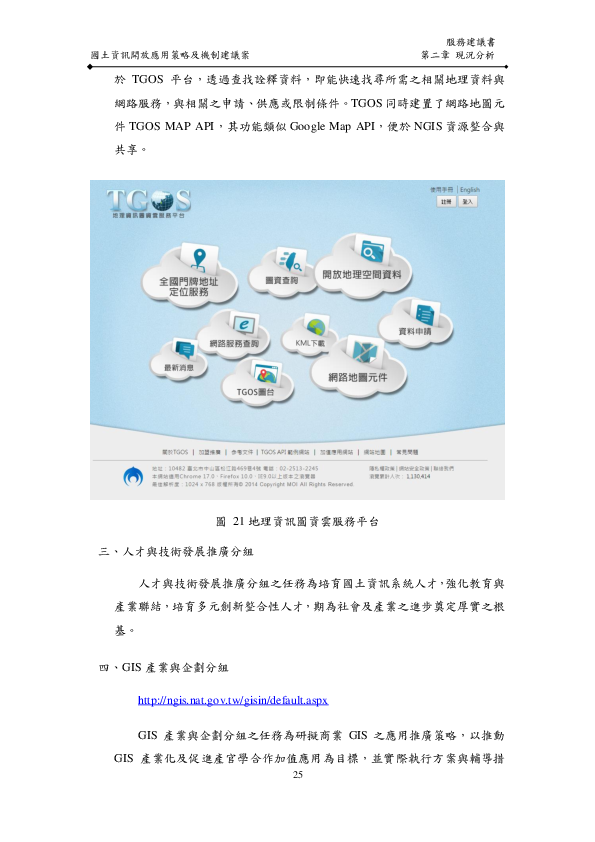 服務建議書
國土資訊開放應用策略及機制建議案
第二章 現況分析
於 TGOS 平台，透過查找詮釋資料，即能快速找尋所需之相關地理資料與
網路服務，與相關之申請、供應或限制條件。TGOS 同時建置了網路地圖元
件 TGOS MAP API，其功能類似 Google Map API，便於 NGIS 資源整合與
共享。
TGOS
地理資訊圖資雲服務平台
使用手冊 | English
註冊 登入
全國門牌地址
定位服務
圖資查詢
開放地理空間資料
資料申請
網路服務查詢
KML下載
最新消息
TGOS圖台
網路地圖元件
關於TGOS | 加盟推廣 | 參考文件 | TGOS API 範例網站 | 加值應用網站 | 網站地圖 | 常見問題
地址：10482 臺北市中山區松江路469巷4號 電話：02-2513-2245
本網站適用Chrome 17.0、Firefox 10.0、IE9.0以上版本之瀏覽器
最佳解析度：1024 x 768 版權所有© 2014 Copyright MOI All Rights Reserved.
隱私權政策 | 網站安全政策 | 聯絡我們
瀏覽累計人次： 1,130,414
圖 21 地理資訊圖資雲服務平台
三、人才與技術發展推廣分組
人才與技術發展推廣分組之任務為培育國土資訊系統人才，強化教育與
產業聯結，培育多元創新整合性人才，期為社會及產業之進步奠定厚實之根
基。
四、GIS 產業與企劃分組
http://ngis.nat.gov.tw/gisin/default.aspx
GIS 產業與企劃分組之任務為研擬商業 GIS 之應用推廣策略，以推動
GIS 產業化及促進產官學合作加值應用為目標，並實際執行方案與輔導措
25